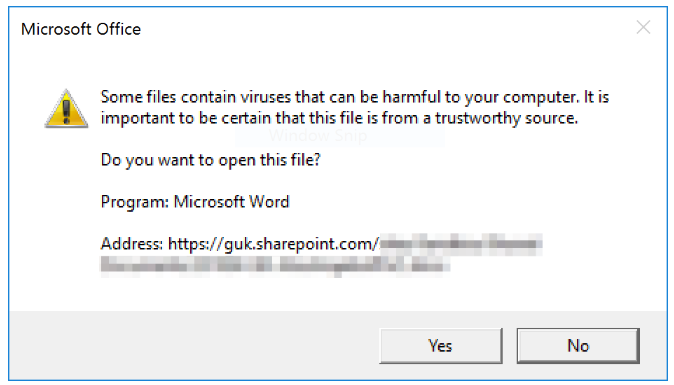 Microsoft Office
Some files contain viruses that can be harmful to your computer. It is
important to be certain that this file is from a trustworthy source.
Window Snip
Do you want to open this file?
Program: Microsoft Word
Address: https://guk.sharepoint.com/
Yes
No